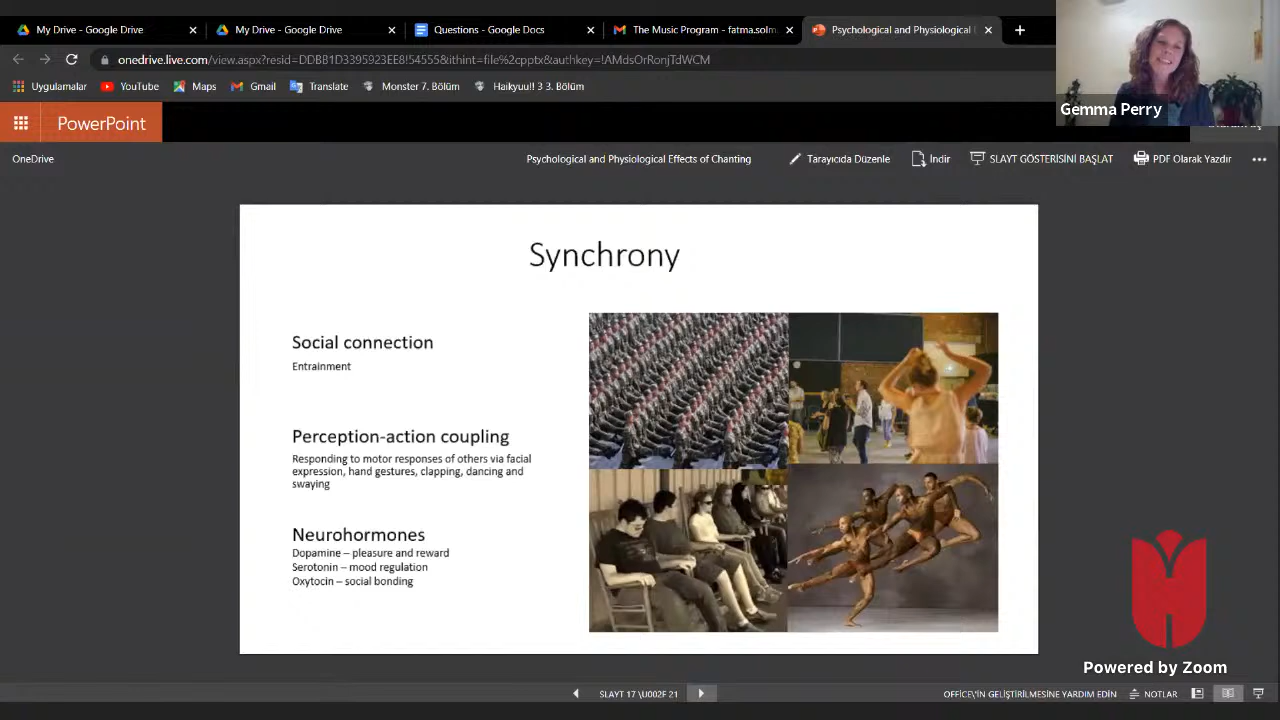 My Drive - Google Drive
My Drive - Google Drive
Questions - Google Docs
The Music Program - fatma.solm
Psychological and Physiological E
onedrive.live.com/view.aspx?resid=DDBB1D3395923EE8!54555&ithint=file%2cpptx&authkey=!AMdsOrRonjTdWCM
Uygulamalar
YouTube
Maps
Gmail
Translate
Monster 7. Bölüm
Haikyuu!! 3 3. Bölüm
Gemma Perry
PowerPoint
OneDrive
Psychological and Physiological Effects of Chanting
Tarayıcıda Düzenle
İndir
SLAYT GÖSTERİSİNİ BAŞLAT
PDF Olarak Yazdır
Synchrony
Social connection
Entrainment
Perception-action coupling
Responding to motor responses of others via facial
expression, hand gestures, clapping, dancing and
swaying
Neurohormones
Dopamine – pleasure and reward
Serotonin – mood regulation
Oxytocin – social bonding
Powered by Zoom
SLAYT 17 \U002F 21
OFFICE\'IN GELİŞTİRİLMESİNE YARDIM EDİN
NOTLAR